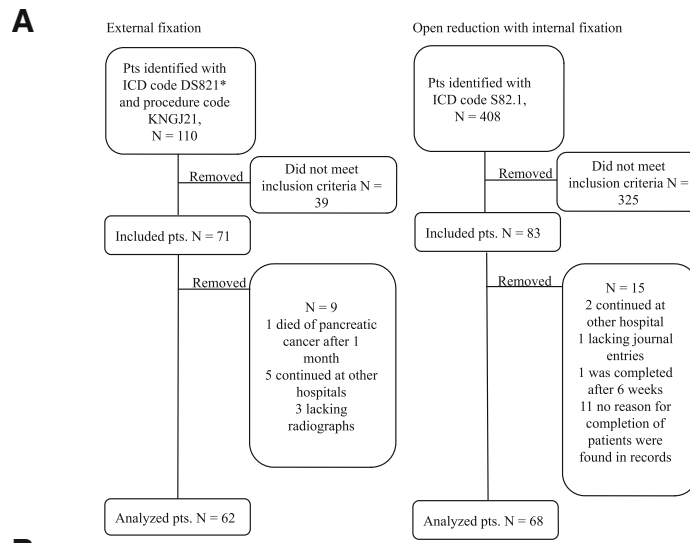 A
External fixation
Pts identified with
ICD code DS821*
and procedure code
KNGJ21,
N = 110
Removed
Did not meet
inclusion criteria N =
39
Included pts. N = 71
Removed
N = 9
1 died of pancreatic
cancer after 1
month
5 continued at other
hospitals
3 lacking
radiographs
Analyzed pts. N = 62
Open reduction with internal fixation
Pts identified with
ICD code S82.1,
N = 408
Removed
Did not meet
inclusion criteria N =
325
Included pts. N = 83
Removed
N = 15
2 continued at
other hospital
1 lacking journal
entries
1 was completed
after 6 weeks
11 no reason for
completion of
patients were
found in records
Analyzed pts. N = 68